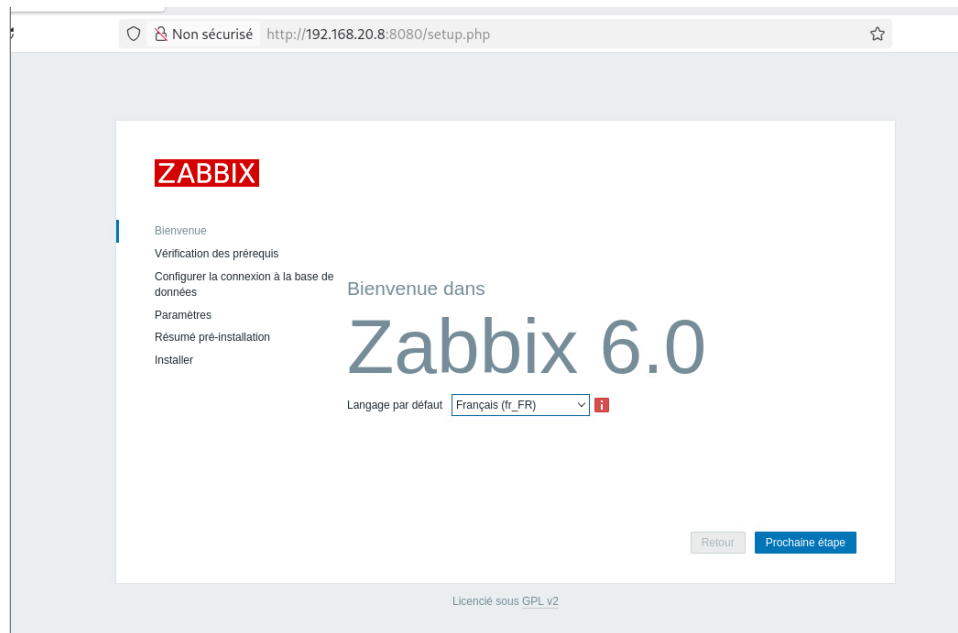 Non sécurisé http://192.168.20.8:8080/setup.php
ZABBIX
Bienvenue
Vérification des prérequis
Configurer la connexion à la base de
données
Paramètres
Résumé pré-installation
Installer
Bienvenue dans
Zabbix 6.0
Langage par défaut Français (fr_FR) i
Retour Prochaine étape
Licencié sous GPL v2